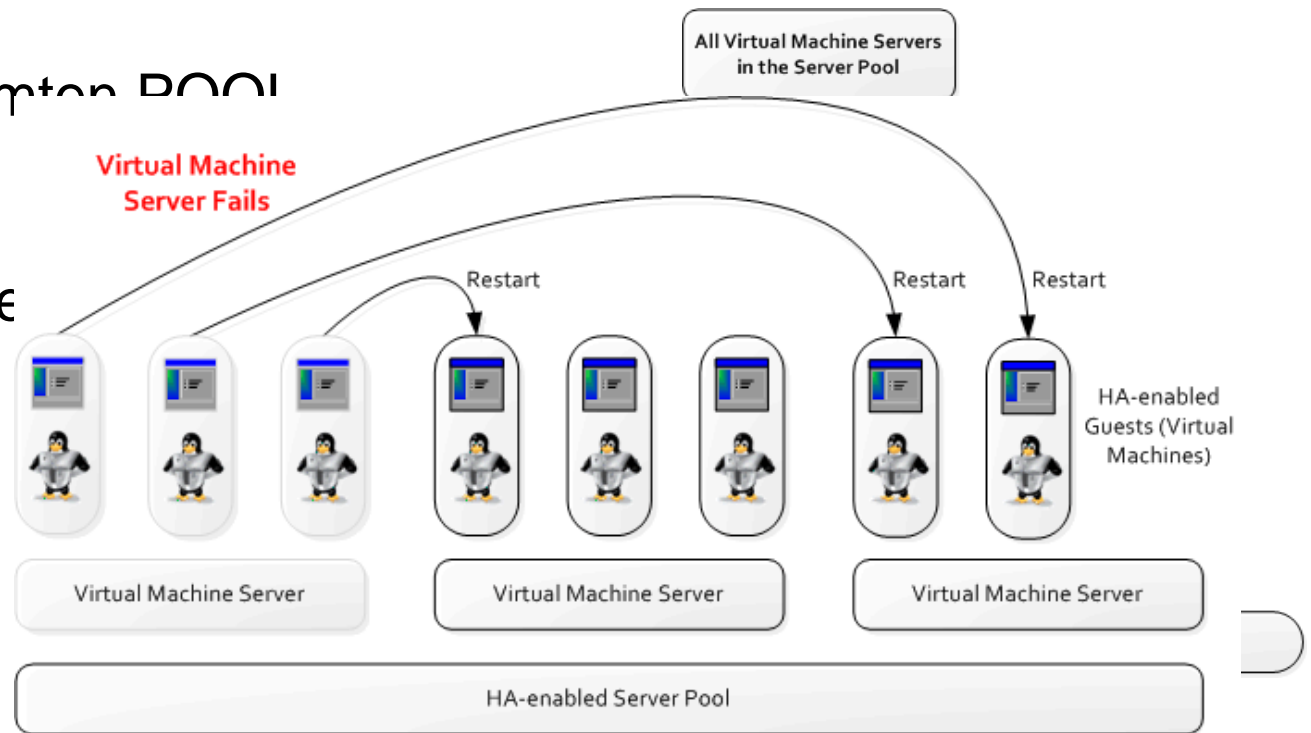 All Virtual Machine Servers
in the Server Pool
POOL
Virtual Machine
Server Fails
Restart
Restart
Restart
HA-enabled
Guests (Virtual
Machines)
Virtual Machine Server
Virtual Machine Server
Virtual Machine Server
HA-enabled Server Pool